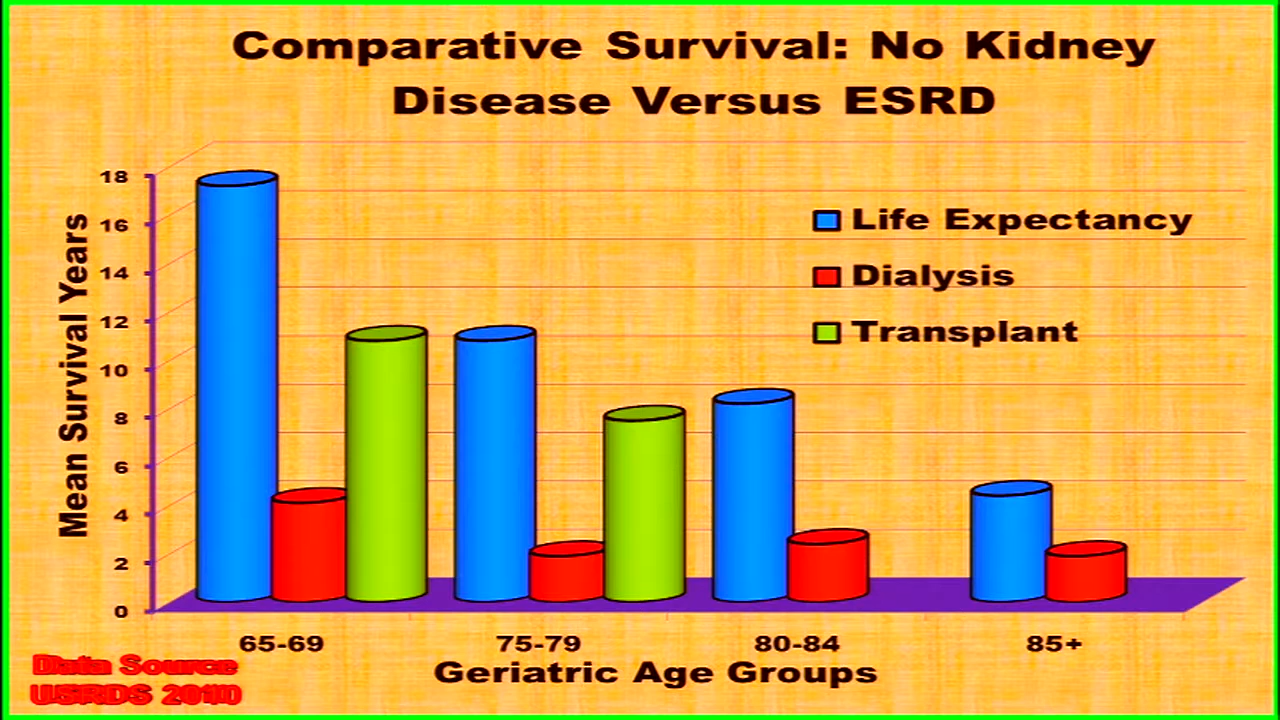 Comparative Survival: No Kidney
Disease Versus ESRD
Mean Survival Years
18
16
14
12
10
8
6
4
2
0
Life Expectancy
Dialysis
Transplant
65-69
75-79
80-84
85+
Geriatric Age Groups
Data Source
USRDS 2010